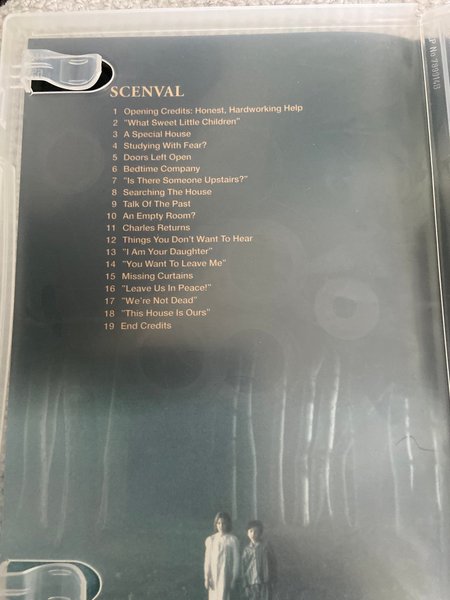 SCENVAL
1 Opening Credits: Honest, Hardworking Help
2 "What Sweet Little Children"
3 A Special House
4 Studying With Fear?
5 Doors Left Open
6 Bedtime Company
7 "Is There Someone Upstairs?"
8 Searching The House
9 Talk Of The Past
10 An Empty Room?
11 Charles Returns
12 Things You Don't Want To Hear
13 "I Am Your Daughter"
14 "You Want To Leave Me"
15 Missing Curtains
16 "Leave Us In Peace!"
17 "We're Not Dead"
18 "This House Is Ours"
19 End Credits